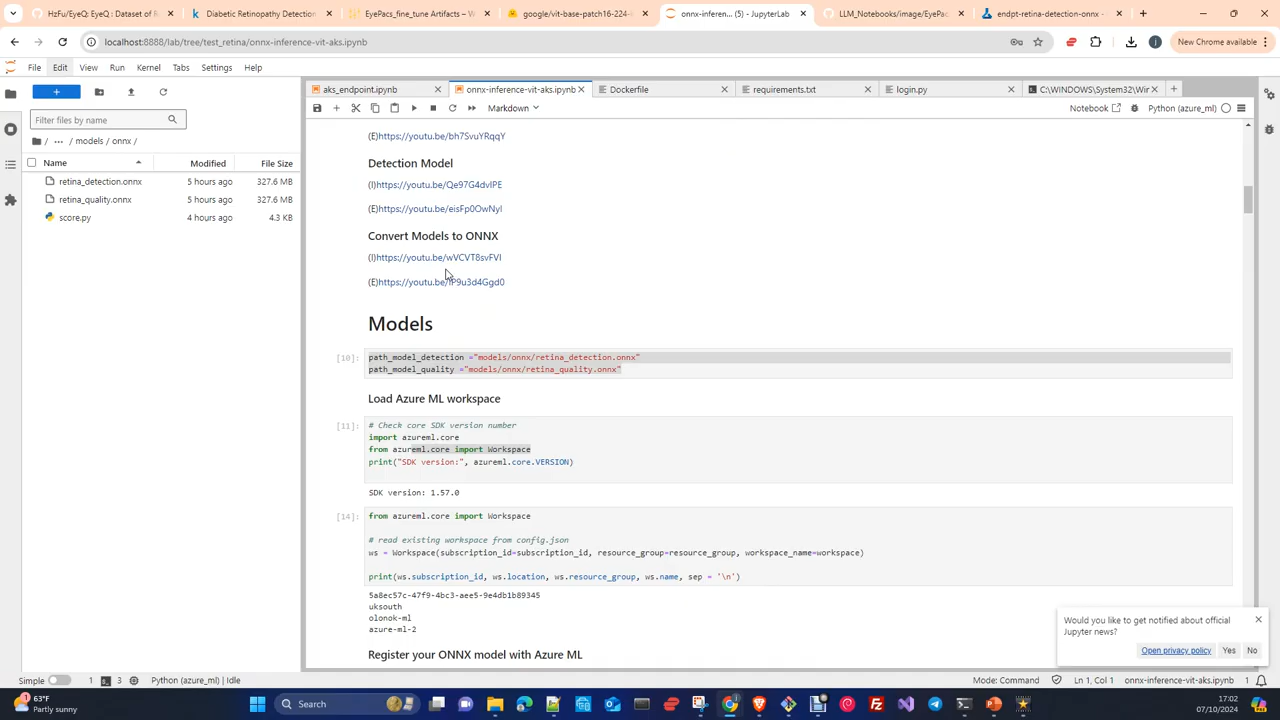 HzFu/EyeQ: EyeQ : Dataset of R
Diabetic Retinopathy Detection
EyePacs_fine_tune Artifacts – W
google/vit-base-patch16-224-i
onnx-inferen... (5) - JupyterLab
LLM_Notebooks/image/EyePac
endpt-retina-detection-onnx -
localhost:8888/lab/tree/test_retina/onnx-inference-vit-aks.ipynb
New Chrome available
File Edit View Run Kernel Tabs Settings Help
aks_endpoint.ipynb
onnx-inference-vit-aks.ipynb
Dockerfile
requirements.txt
login.py
C:\WINDOWS\System32\Wir
Markdown
Notebook
Python (azure_ml)
Filter files by name
/ ··· / models / onnx /
Name Modified File Size
retina_detection.onnx 5 hours ago 327.6 MB
retina_quality.onnx 5 hours ago 327.6 MB
score.py 4 hours ago 4.3 KB
(E)https://youtu.be/bh7SvuYRqqY
Detection Model
(I)https://youtu.be/Qe97G4dvIPE
(E)https://youtu.be/eisFp0OwNyI
Convert Models to ONNX
(I)https://youtu.be/wVCVT8svFVI
Models
[10]:
path_model_detection ="models/onnx/retina_detection.onnx"
path_model_quality ="models/onnx/retina_quality.onnx"
Load Azure ML workspace
[11]:
# Check core SDK version number
import azureml.core
from azureml.core import Workspace
print("SDK version:", azureml.core.VERSION)
SDK version: 1.57.0
[14]:
from azureml.core import Workspace
# read existing workspace from config.json
ws = Workspace(subscription_id=subscription_id, resource_group=resource_group, workspace_name=workspace)
print(ws.subscription_id, ws.location, ws.resource_group, ws.name, sep = '\n')
5a8ec57c-47f9-4bc3-aee5-9e4db1b89345
uksouth
olonok-ml
azure-ml-2
Register your ONNX model with Azure ML
Would you like to get notified about official
Jupyter news?
Open privacy policy Yes No
Simple 1 3 Python (azure_ml) | Idle
Mode: Command Ln 1, Col 1 onnx-inference-vit-aks.ipynb 1
63°F
Partly sunny
Search
17:02
07/10/2024